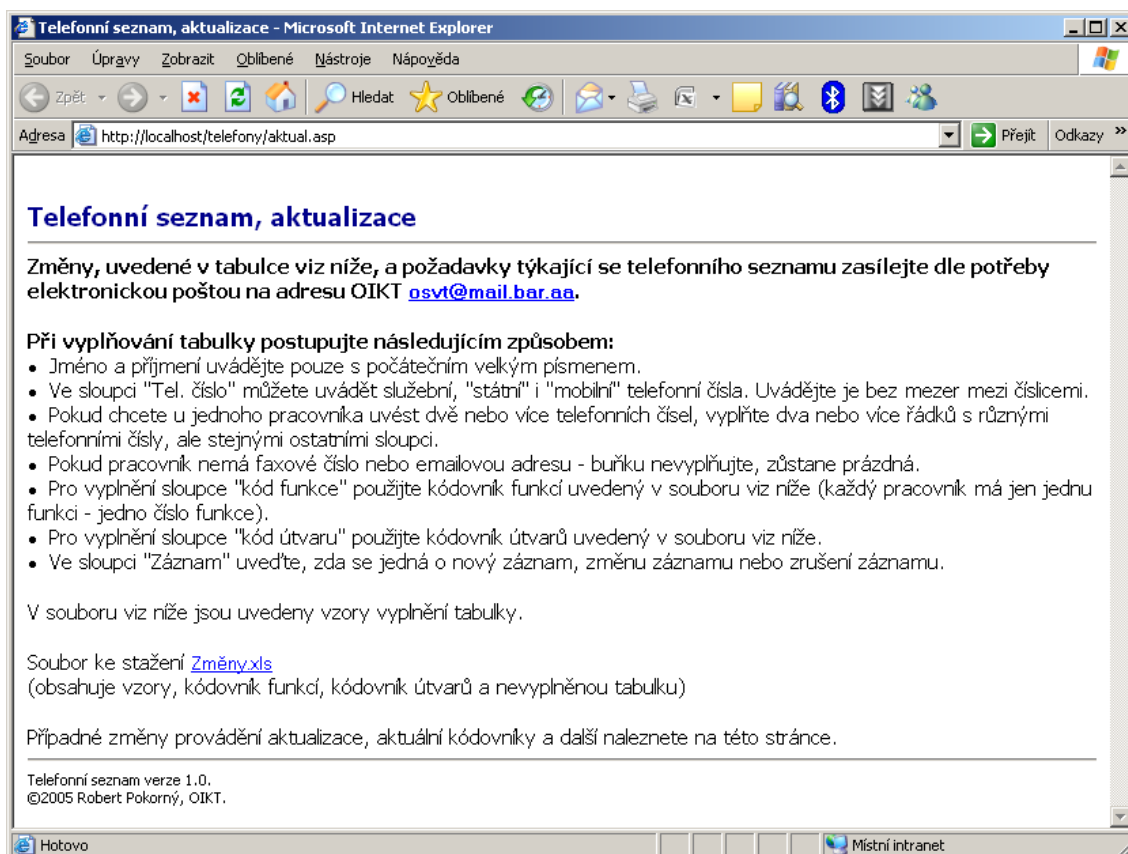 Telefonní seznam, aktualizace - Microsoft Internet Explorer
Soubor Úpravy Zobrazit Oblíbené Nástroje Nápověda
Zpět Hledat Oblíbené
Adresa http://localhost/telefony/aktual.asp Přejít Odkazy »
Telefonní seznam, aktualizace
Změny, uvedené v tabulce viz níže, a požadavky týkající se telefonního seznamu zasílejte dle potřeby
elektronickou poštou na adresu OIKT osvt@mail.bar.aa.
Při vyplňování tabulky postupujte následujícím způsobem:
• Jméno a příjmení uvádějte pouze s počátečním velkým písmenem.
• Ve sloupci "Tel. číslo" můžete uvádět služební, "státní" i "mobilní" telefonní čísla. Uvádějte je bez mezer mezi číslicemi.
• Pokud chcete u jednoho pracovníka uvést dvě nebo více telefonních čísel, vyplňte dva nebo více řádků s různými
telefonními čísly, ale stejnými ostatními sloupci.
• Pokud pracovník nemá faxové číslo nebo emailovou adresu - buňku nevyplňujte, zůstane prázdná.
• Pro vyplnění sloupce "kód funkce" použijte kódovník funkcí uvedený v souboru viz níže (každý pracovník má jen jednu
funkci - jedno číslo funkce).
• Pro vyplnění sloupce "kód útvaru" použijte kódovník útvarů uvedený v souboru viz níže.
• Ve sloupci "Záznam" uveďte, zda se jedná o nový záznam, změnu záznamu nebo zrušení záznamu.
V souboru viz níže jsou uvedeny vzory vyplnění tabulky.
Soubor ke stažení Změny.xls
(obsahuje vzory, kódovník funkcí, kódovník útvarů a nevyplněnou tabulku)
Případné změny provádění aktualizace, aktuální kódovníky a další naleznete na této stránce.
Telefonní seznam verze 1.0.
©2005 Robert Pokorný, OIKT.
Hotovo Místní intranet